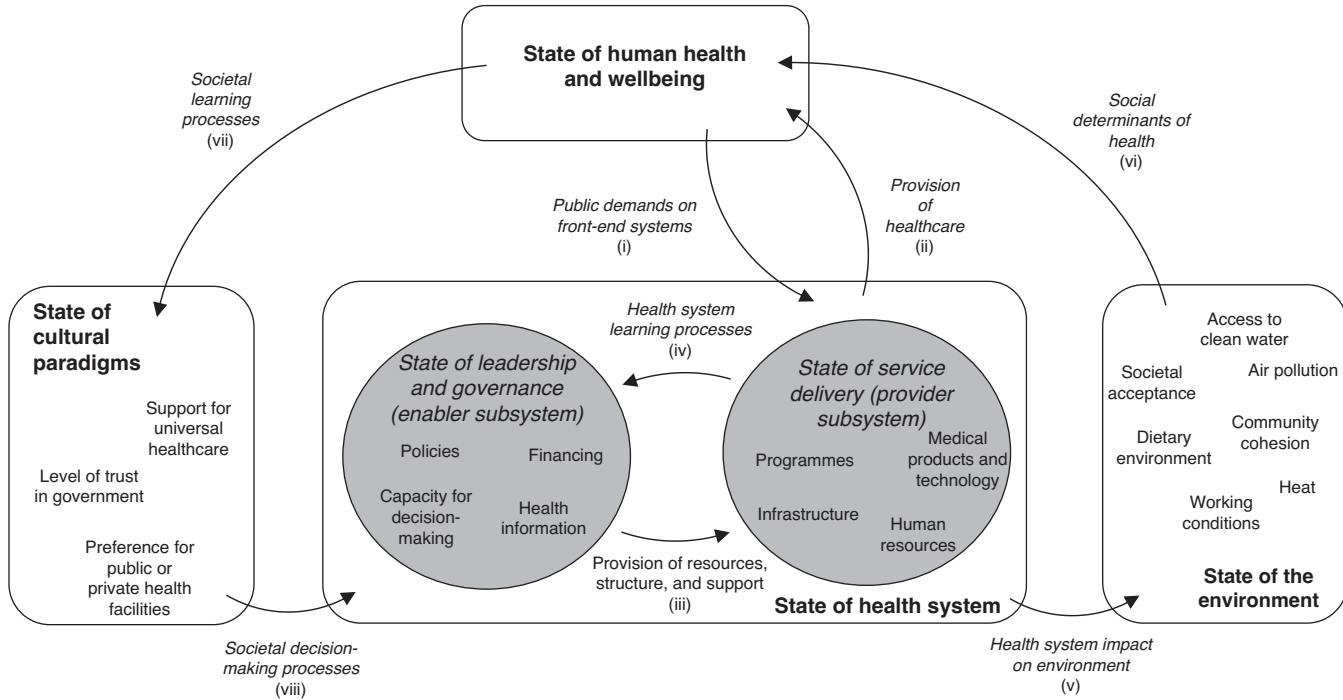 State of human health
and wellbeing
Societal
learning
processes
(vii)
Social
determinants of
health
(vi)
Public demands on
front-end systems
(i)
Provision
of
healthcare
(ii)
State of
cultural
paradigms
Support for
universal
healthcare
Level of trust
in government
Preference for
public or
private health
facilities
Health system
learning processes
(iv)
State of leadership
and governance
(enabler subsystem)
Policies
Financing
Capacity for
decision-
making
Health
information
State of service
delivery (provider
subsystem)
Programmes
Medical
products and
technology
Infrastructure
Human
resources
Provision of resources,
structure, and support
(iii)
State of health system
Access to
clean water
Societal
acceptance
Air pollution
Dietary
environment
Community
cohesion
Working
conditions
Heat
State of the
environment
Societal decision-
making processes
(viii)
Health system impact
on environment
(v)